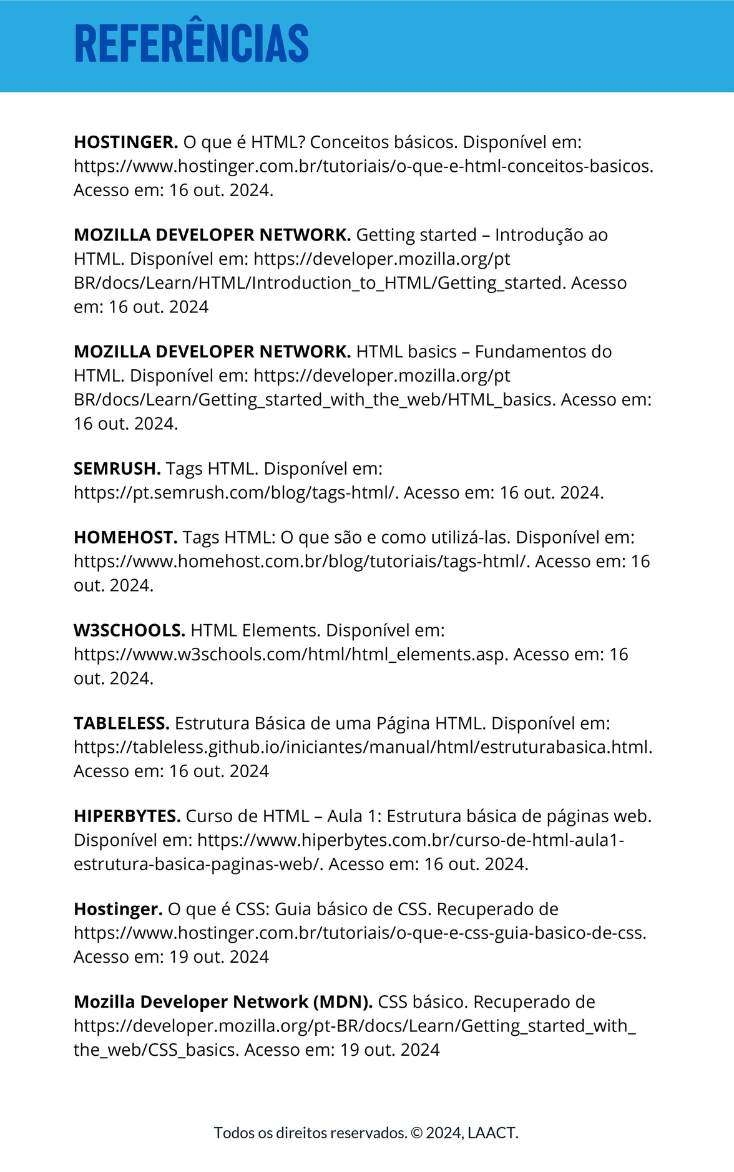 REFERÊNCIAS
HOSTINGER. O que é HTML? Conceitos básicos. Disponível em:
https://www.hostinger.com.br/tutoriais/o-que-e-html-conceitos-basicos.
Acesso em: 16 out. 2024.
MOZILLA DEVELOPER NETWORK. Getting started – Introdução ao
HTML. Disponível em: https://developer.mozilla.org/pt
BR/docs/Learn/HTML/Introduction_to_HTML/Getting_started. Acesso
em: 16 out. 2024
MOZILLA DEVELOPER NETWORK. HTML basics – Fundamentos do
HTML. Disponível em: https://developer.mozilla.org/pt
BR/docs/Learn/Getting_started_with_the_web/HTML_basics. Acesso em:
16 out. 2024.
SEMRUSH. Tags HTML. Disponível em:
https://pt.semrush.com/blog/tags-html/. Acesso em: 16 out. 2024.
HOMEHOST. Tags HTML: O que são e como utilizá-las. Disponível em:
https://www.homehost.com.br/blog/tutoriais/tags-html/. Acesso em: 16
out. 2024.
W3SCHOOLS. HTML Elements. Disponível em:
https://www.w3schools.com/html/html_elements.asp. Acesso em: 16
out. 2024.
TABLELESS. Estrutura Básica de uma Página HTML. Disponível em:
https://tableless.github.io/iniciantes/manual/html/estruturabasica.html.
Acesso em: 16 out. 2024
HIPERBYTES. Curso de HTML – Aula 1: Estrutura básica de páginas web.
Disponível em: https://www.hiperbytes.com.br/curso-de-html-aula1-
estrutura-basica-paginas-web/. Acesso em: 16 out. 2024.
Hostinger. O que é CSS: Guia básico de CSS. Recuperado de
https://www.hostinger.com.br/tutoriais/o-que-e-css-guia-basico-de-css.
Acesso em: 19 out. 2024
Mozilla Developer Network (MDN). CSS básico. Recuperado de
https://developer.mozilla.org/pt-BR/docs/Learn/Getting_started_with_
the_web/CSS_basics. Acesso em: 19 out. 2024
Todos os direitos reservados. © 2024, LAACT.